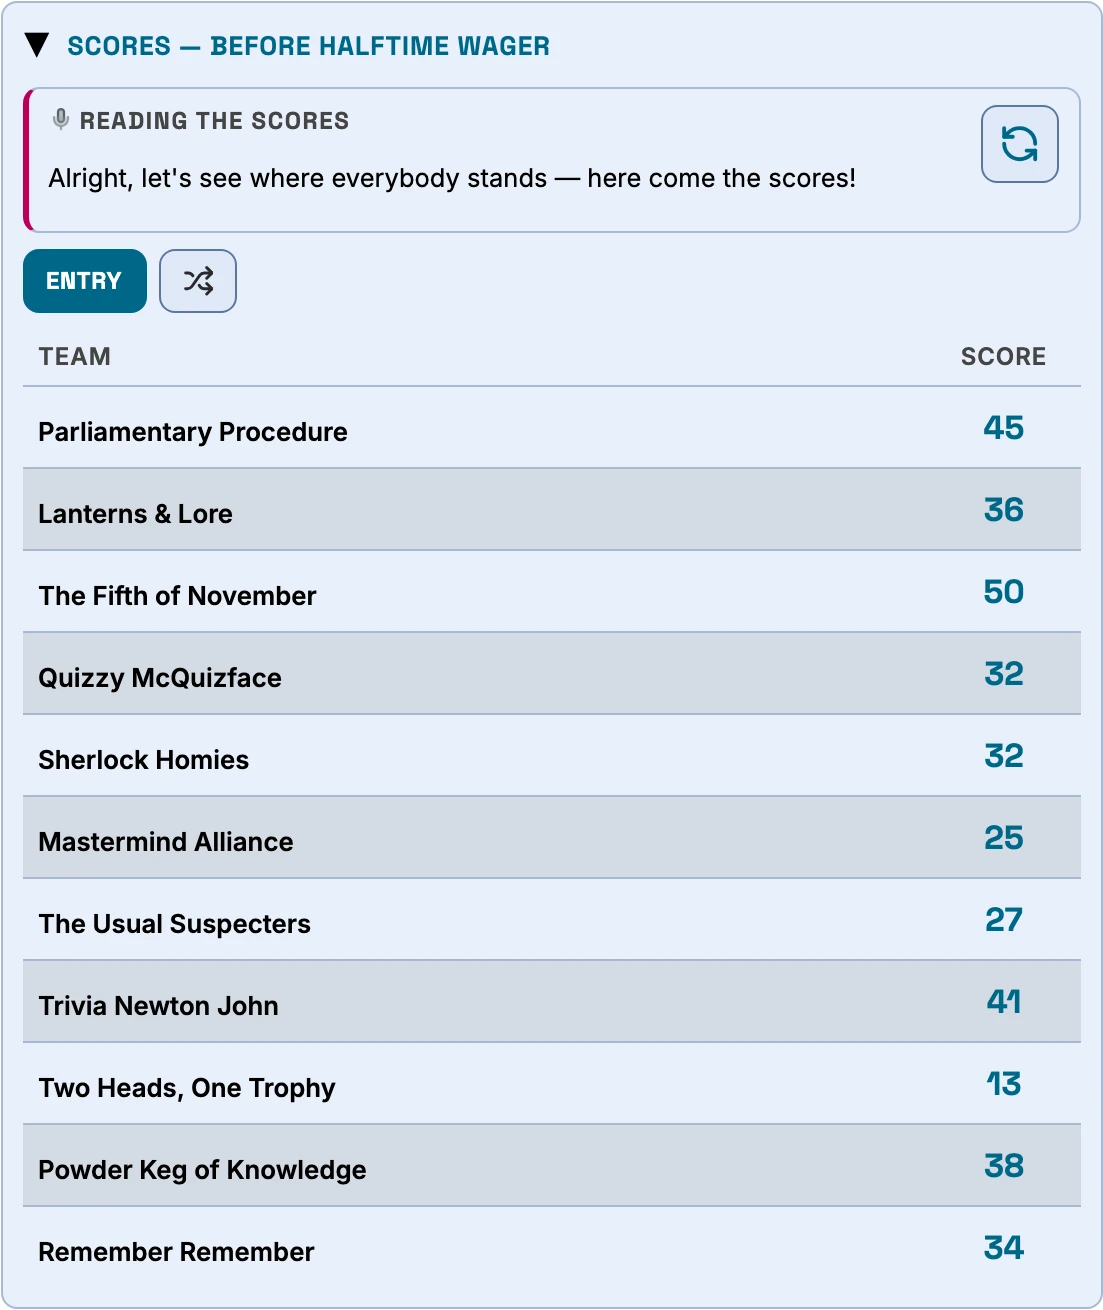 SCORES — BEFORE HALFTIME WAGER
READING THE SCORES
Alright, let's see where everybody stands — here come the scores!
ENTRY
TEAM SCORE
Parliamentary Procedure 45
Lanterns & Lore 36
The Fifth of November 50
Quizzy McQuizface 32
Sherlock Homies 32
Mastermind Alliance 25
The Usual Suspecters 27
Trivia Newton John 41
Two Heads, One Trophy 13
Powder Keg of Knowledge 38
Remember Remember 34